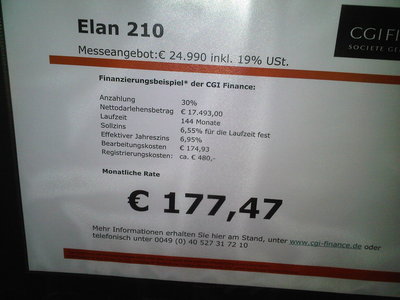 Elan 210
Messeangebot:€ 24.990 inkl. 19% USt.
CGI FI
SOCIETE GE
Finanzierungsbeispiel* der CGI Finance:
Anzahlung 30%
Nettodarlehensbetrag € 17.493,00
Laufzeit 144 Monate
Sollzins 6,55% für die Laufzeit fest
Effektiver Jahreszins 6,95%
Bearbeitungskosten € 174,93
Registrierungskosten: ca. € 480,-
Monatliche Rate
€ 177,47
Mehr Informationen erhalten Sie hier am Stand, unter www.cgi-finance.de oder
telefonisch unter 0049 (0) 40 527 31 72 10